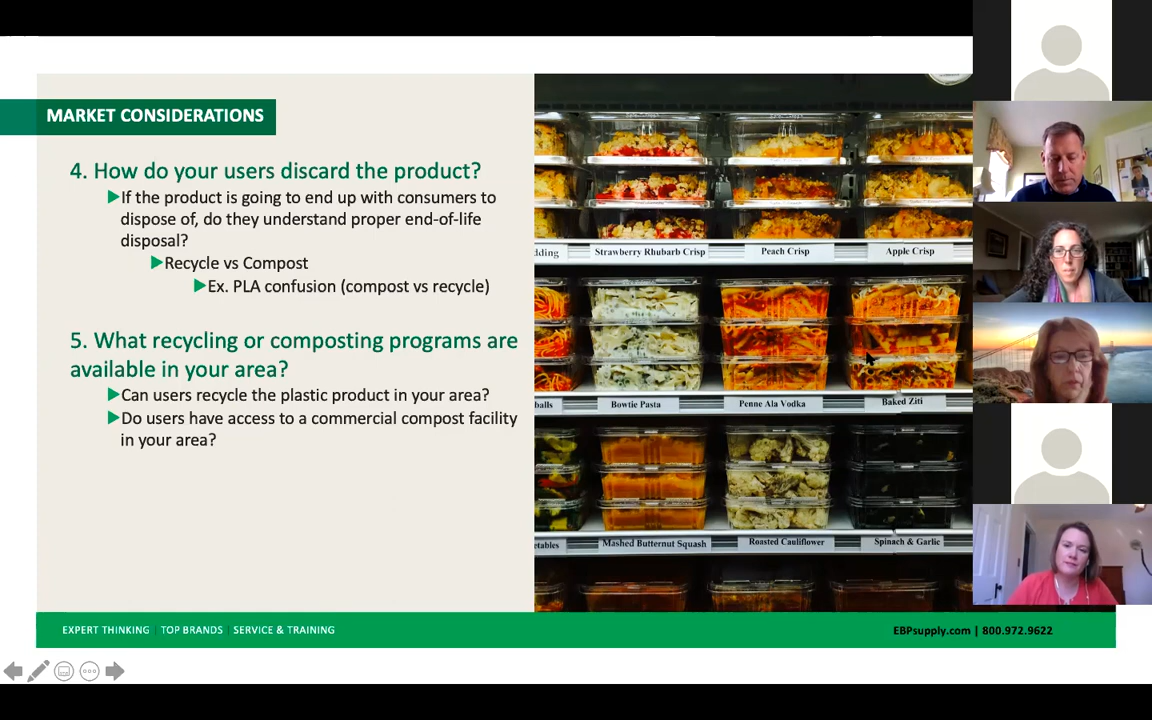 MARKET CONSIDERATIONS
4. How do your users discard the product?
▶If the product is going to end up with consumers to
dispose of, do they understand proper end-of-life
disposal?
▶Recycle vs Compost
▶Ex. PLA confusion (compost vs recycle)
5. What recycling or composting programs are
available in your area?
▶Can users recycle the plastic product in your area?
▶Do users have access to a commercial compost facility
in your area?
dding
Strawberry Rhubarb Crisp
Peach Crisp
Apple Crisp
balls
Bowtie Pasta
Penne Ala Vodka
Baked Ziti
etables
Mashed Butternut Squash
Roasted Cauliflower
Spinach & Garlic
EXPERT THINKING | TOP BRANDS | SERVICE & TRAINING
EBPsupply.com | 800.972.9622